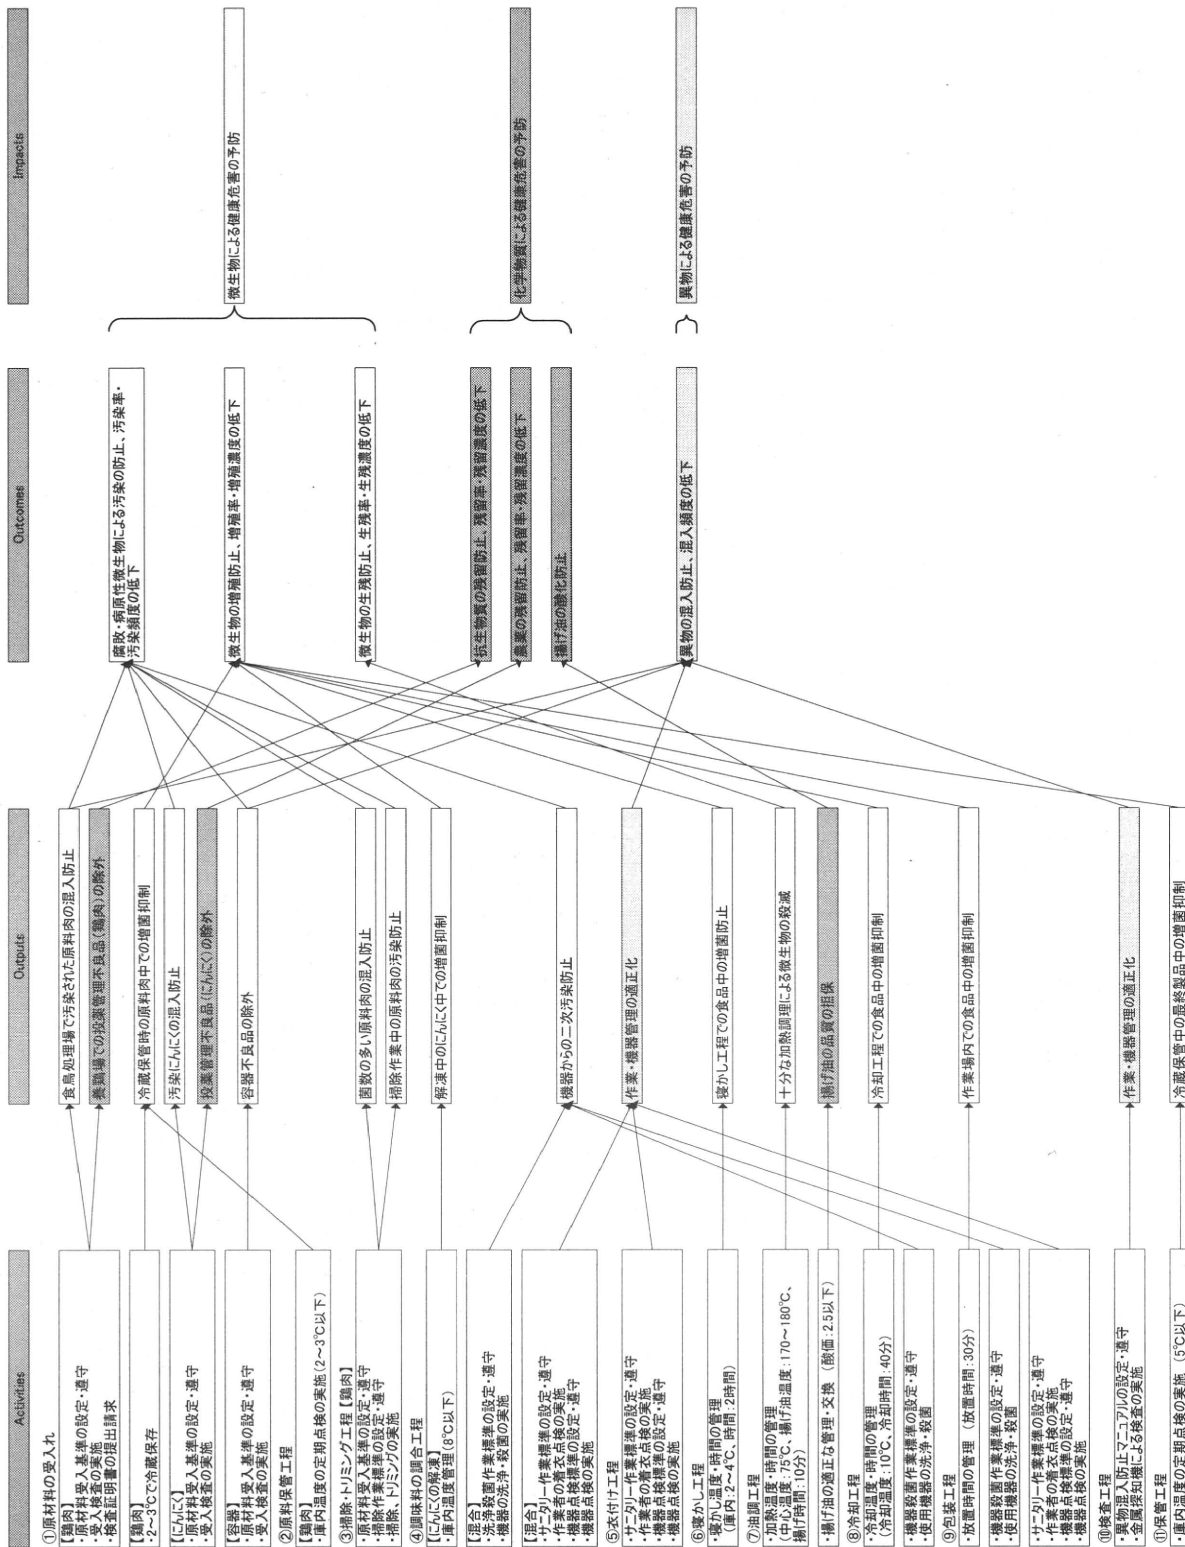 Activities
①原材料の受入れ
【鶏肉】
・原材料受入基準の設定・遵守
・受入検査の実施
・検査証明書の提出請求
【鶏肉】
・2～3℃で冷蔵保存
【にんにく】
・原材料受入基準の設定・遵守
・受入検査の実施
【容器】
・原材料受入基準の設定・遵守
・受入検査の実施
②原料保管工程
【鶏肉】
・庫内温度の定期点検の実施(2～3℃以下)
③掃除・トリミング工程【鶏肉】
・原材料受入基準の設定・遵守
・掃除作業標準の設定・遵守
・掃除、トリミングの実施
④調味料の調合工程
【にんにくの解凍】
・庫内温度管理(8℃以下)
【混合】
・洗浄殺菌作業標準の設定・遵守
・機器の洗浄・殺菌の実施
【混合】
・サニタリー作業標準の設定・遵守
・作業者の着衣点検の実施
・機器点検標準の設定・遵守
・機器点検の実施
⑤衣付け工程
・サニタリー作業標準の設定・遵守
・作業者の着衣点検の実施
・機器点検標準の設定・遵守
・機器点検の実施
⑥寝かし工程
・寝かし温度・時間の管理
(庫内:2～4℃、時間:2時間)
⑦油調工程
・加熱温度・時間の管理
(中心温度:75℃、揚げ油温度:170～180℃、
揚げ時間:10分)
・揚げ油の適正な管理・交換 (酸価:2.5以下)
⑧冷却工程
・冷却温度・時間の管理
(冷却温度:10℃、冷却時間:40分)
・機器殺菌作業標準の設定・遵守
・使用機器の洗浄・殺菌
⑨包装工程
・放置時間の管理 (放置時間:30分)
・機器殺菌作業標準の設定・遵守
・使用機器の洗浄・殺菌
・サニタリー作業標準の設定・遵守
・作業者の着衣点検の実施
・機器点検標準の設定・遵守
・機器点検の実施
⑩検査工程
・異物混入防止マニュアルの設定・遵守
・金属探知機による検査の実施
⑪保管工程
・庫内温度の定期点検の実施 (5℃以下)
Outputs
食鳥処理場で汚染された原料肉の混入防止
養鶏場での投薬管理不良品(鶏肉)の除外
冷蔵保管時の原料肉中での増菌抑制
汚染にんにくの混入防止
投薬管理不良品(にんにく)の除外
容器不良品の除外
菌数の多い原料肉の混入防止
掃除作業中の原料肉の汚染防止
解凍中のにんにく中での増菌抑制
機器からの二次汚染防止
作業・機器管理の適正化
寝かし工程での食品中の増菌防止
十分な加熱調理による微生物の殺滅
揚げ油の品質の担保
冷却工程での食品中の増菌抑制
作業場内での食品中の増菌抑制
作業・機器管理の適正化
冷蔵保管中の最終製品中の増菌抑制
Outcomes
腐敗・病原性微生物による汚染の防止、汚染率・
汚染頻度の低下
微生物の増殖防止、増殖率・増殖濃度の低下
微生物の生残防止、生残率・生残濃度の低下
抗生物質の残留防止、残留率・残留濃度の低下
農薬の残留防止、残留率・残留濃度の低下
揚げ油の酸化防止
異物の混入防止、混入頻度の低下
Impacts
微生物による健康危害の予防
化学物質による健康危害の予防
異物による健康危害の予防